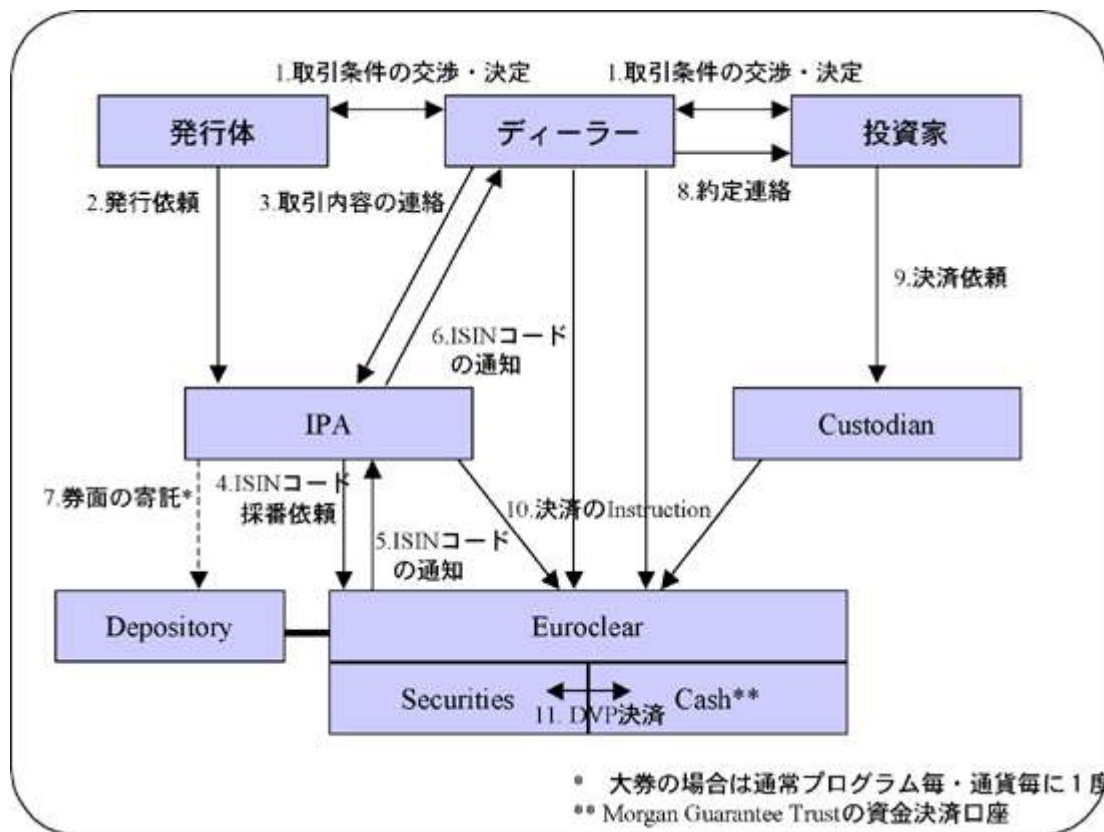 1.取引条件の交渉・決定
1.取引条件の交渉・決定
発行体
ディーラー
投資家
2.発行依頼
3.取引内容の連絡
8.約定連絡
9.決済依頼
6.ISINコード
の通知
IPA
Custodian
7.券面の寄託*
4.ISINコード
採番依頼
10.決済のInstruction
5.ISINコード
の通知
Depository
Euroclear
Securities
Cash**
11. DVP決済
* 大券の場合は通常プログラム毎・通貨毎に１度
** Morgan Guarantee Trustの資金決済口座